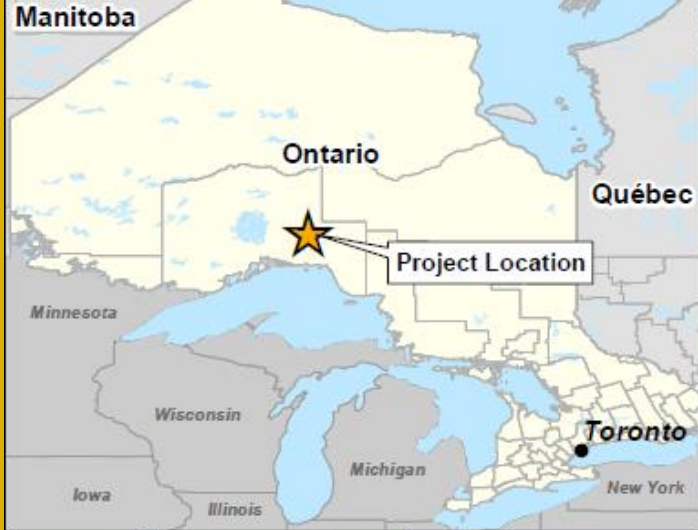 Manitoba
Ontario
Québec
Project Location
Minnesota
Wisconsin
Toronto
Michigan
New York
Iowa
Illinois